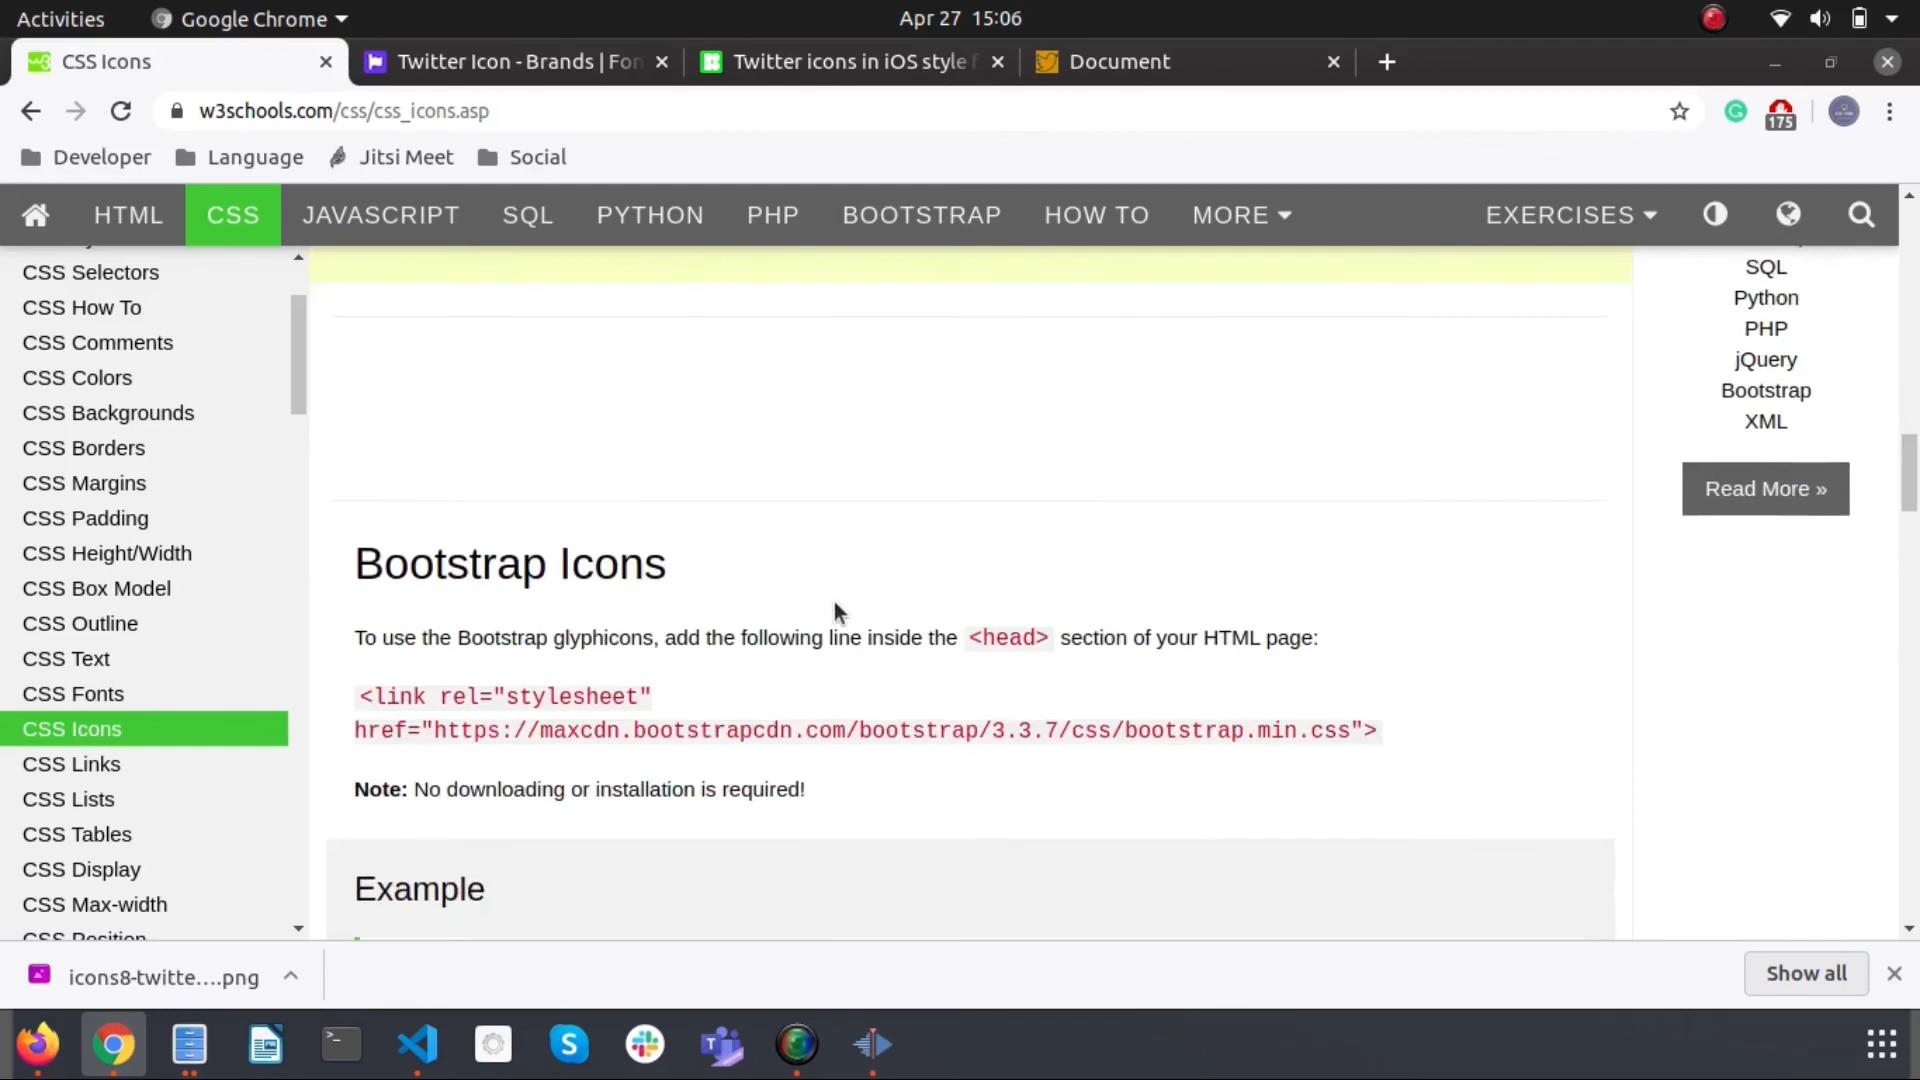 Activities
Google Chrome
Apr 27 15:06
CSS Icons
Twitter Icon - Brands | Fon
Twitter icons in iOS style f
Document
w3schools.com/css/css_icons.asp
175
Developer
Language
Jitsi Meet
Social
HTML
CSS
JAVASCRIPT
SQL
PYTHON
PHP
BOOTSTRAP
HOW TO
MORE
EXERCISES
CSS Selectors
CSS How To
CSS Comments
CSS Colors
CSS Backgrounds
CSS Borders
CSS Margins
CSS Padding
CSS Height/Width
CSS Box Model
CSS Outline
CSS Text
CSS Fonts
CSS Icons
CSS Links
CSS Lists
CSS Tables
CSS Display
CSS Max-width
CSS Position
Bootstrap Icons
To use the Bootstrap glyphicons, add the following line inside the <head> section of your HTML page:
<link rel="stylesheet"
href="https://maxcdn.bootstrapcdn.com/bootstrap/3.3.7/css/bootstrap.min.css">
Note: No downloading or installation is required!
Example
SQL
Python
PHP
jQuery
Bootstrap
XML
Read More »
icons8-twitte....png
Show all